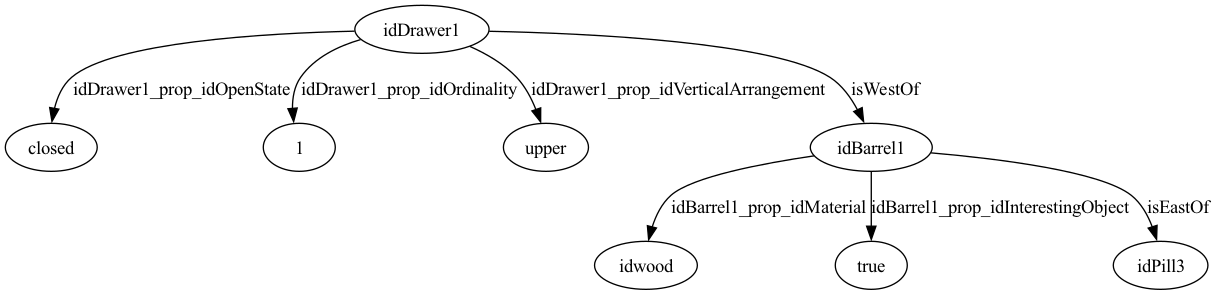 idDrawer1
idDrawer1_prop_idOpenState idDrawer1_prop_idOrdinality idDrawer1_prop_idVerticalArrangement isWestOf
closed 1 upper idBarrel1
idBarrel1_prop_idMaterial idBarrel1_prop_idInterestingObject isEastOf
idwood true idPill3